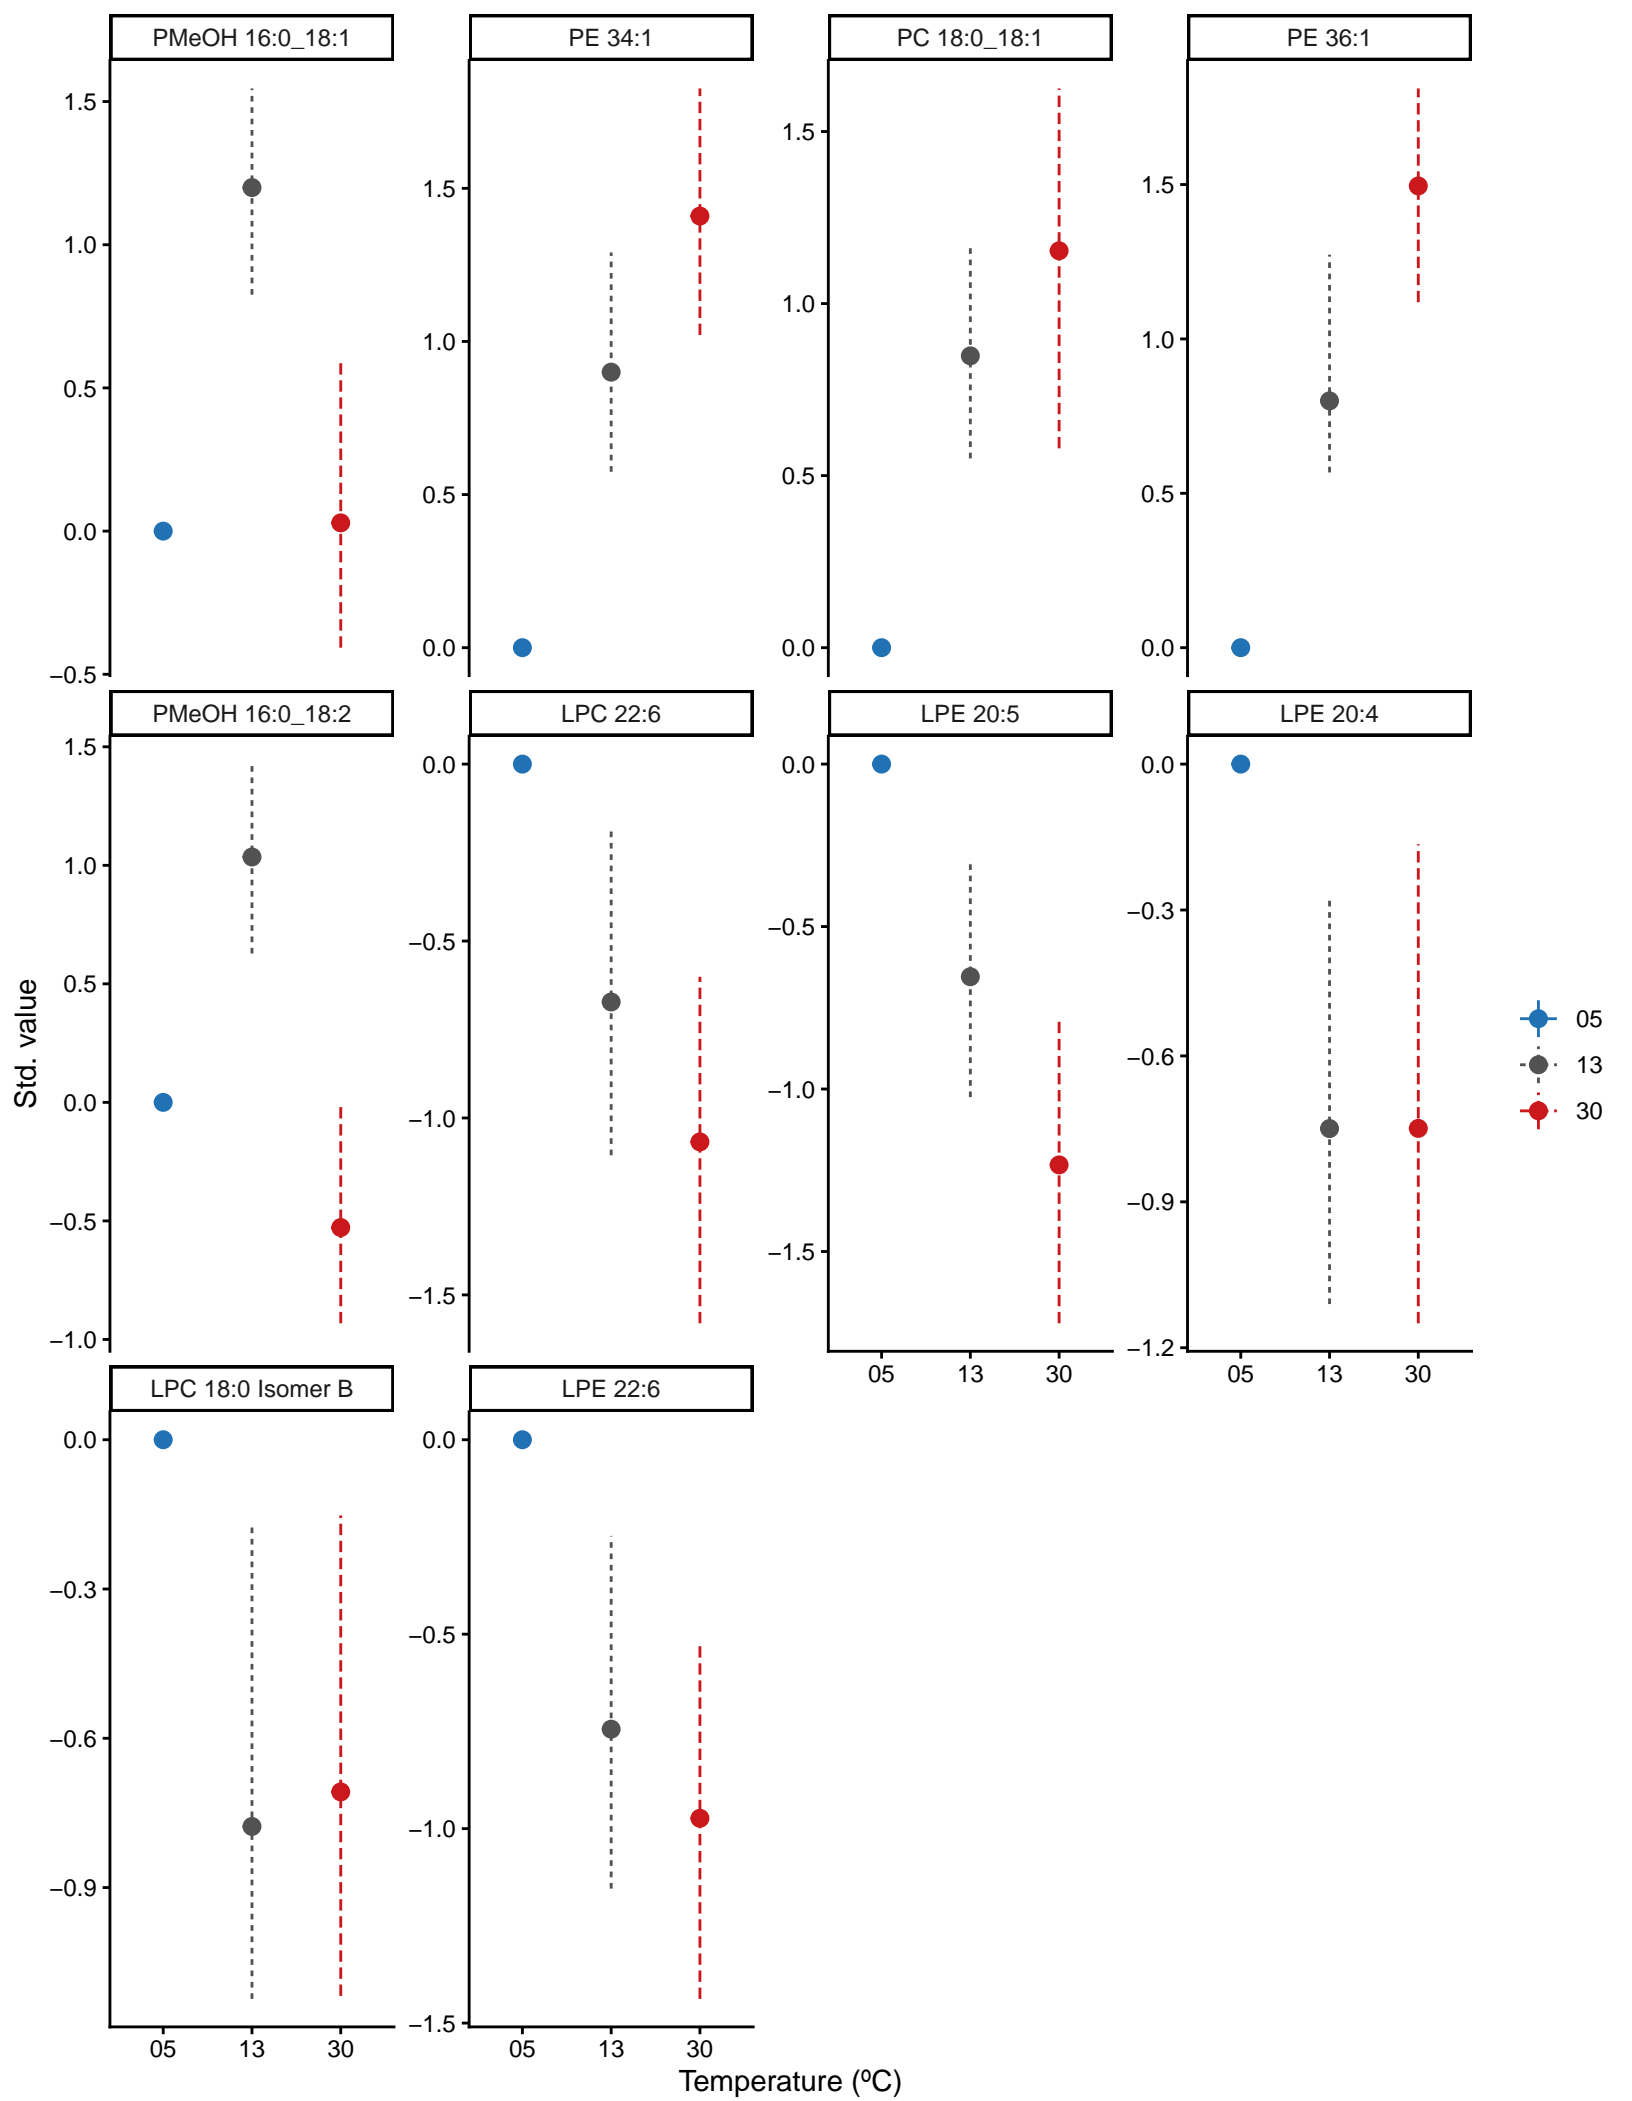 PMeOH 16:0_18:1
PE 34:1
PC 18:0_18:1
PE 36:1
1.5
1.0
0.5
0.0
−0.5
1.5
1.0
0.5
0.0
1.5
1.0
0.5
0.0
1.5
1.0
0.5
0.0
PMeOH 16:0_18:2
LPC 22:6
LPE 20:5
LPE 20:4
1.5
1.0
0.5
0.0
−0.5
−1.0
0.0
−0.5
−1.0
−1.5
0.0
−0.5
−1.0
−1.5
05 13 30
0.0
−0.3
−0.6
−0.9
−1.2
05 13 30
LPC 18:0 Isomer B
LPE 22:6
0.0
−0.3
−0.6
−0.9
05 13 30
0.0
−0.5
−1.0
−1.5
05 13 30
Std. value
Temperature (ºC)
05
13
30